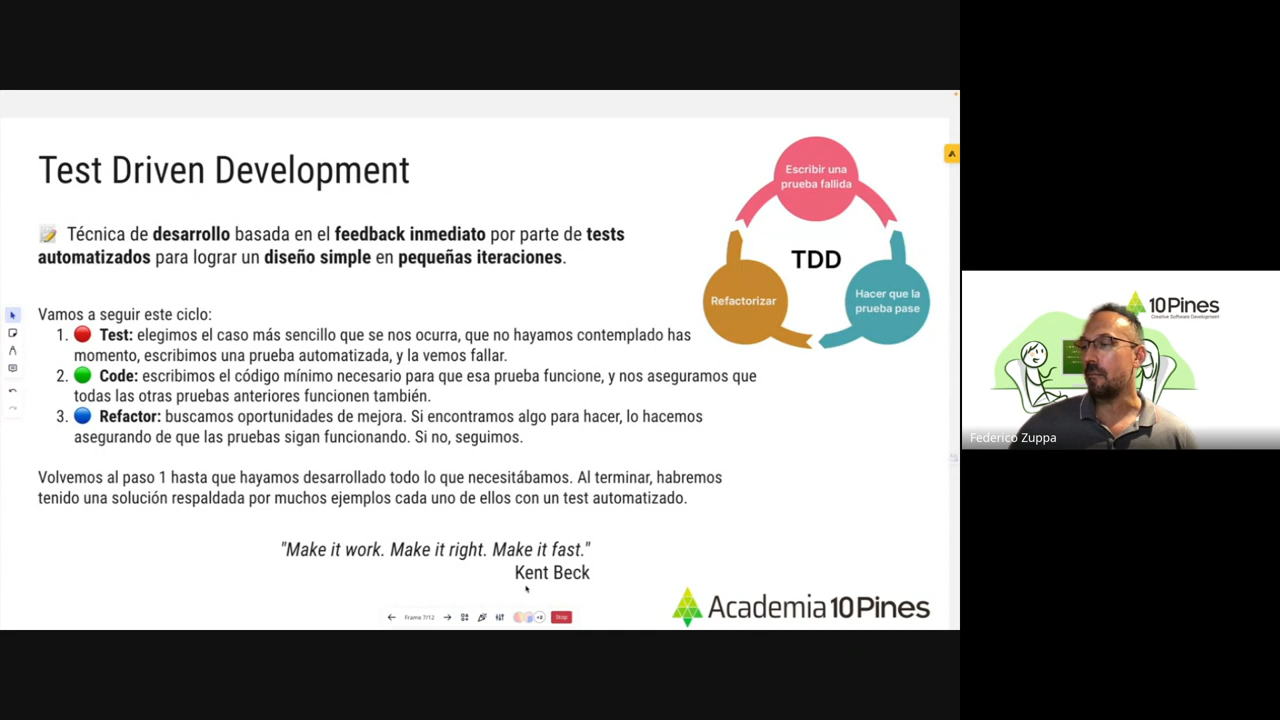 Test Driven Development
📝 Técnica de desarrollo basada en el feedback inmediato por parte de tests
automatizados para lograr un diseño simple en pequeñas iteraciones.
Escribir una
prueba fallida
TDD
Refactorizar
Hacer que la
prueba pase
Vamos a seguir este ciclo:
1. 🔴 Test: elegimos el caso más sencillo que se nos ocurra, que no hayamos contemplado has
momento, escribimos una prueba automatizada, y la vemos fallar.
2. 🟢 Code: escribimos el código mínimo necesario para que esa prueba funcione, y nos aseguramos que
todas las otras pruebas anteriores funcionen también.
3. 🔵 Refactor: buscamos oportunidades de mejora. Si encontramos algo para hacer, lo hacemos
asegurando de que las pruebas sigan funcionando. Si no, seguimos.
Volvemos al paso 1 hasta que hayamos desarrollado todo lo que necesitábamos. Al terminar, habremos
tenido una solución respaldada por muchos ejemplos cada uno de ellos con un test automatizado.
"Make it work. Make it right. Make it fast."
Kent Beck
Academia 10Pines
Frame 7/12
+2
Stop
10Pines
Creative Software Development
Federico Zuppa